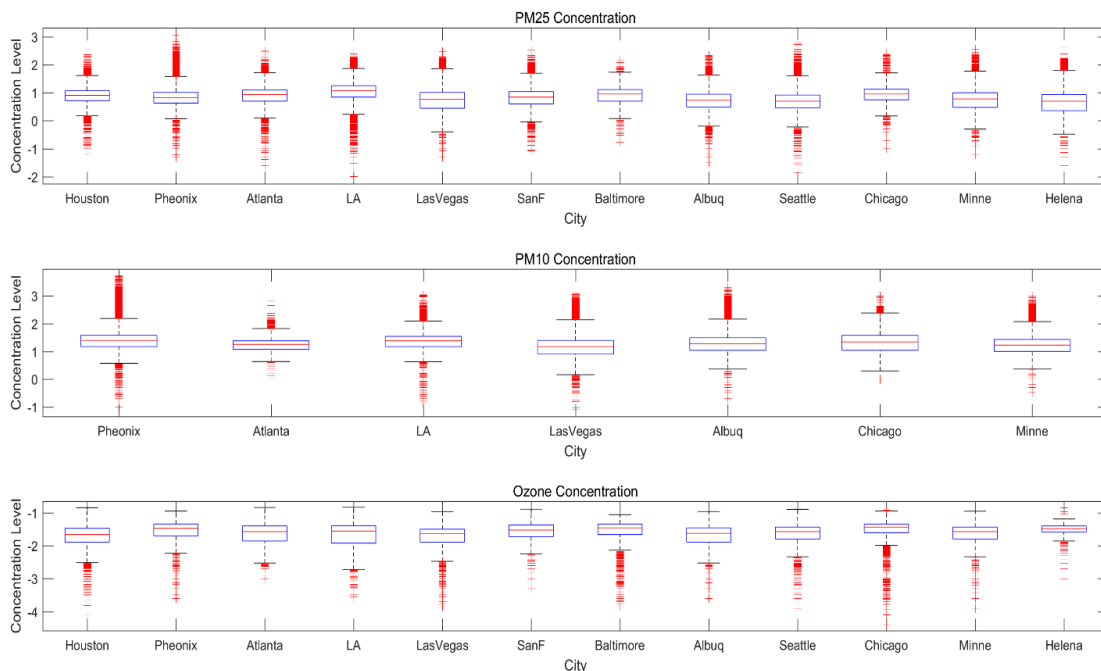 PM25 Concentration
Concentration Level
3
2
1
0
-1
-2
Houston Pheonix Atlanta LA LasVegas SanF Baltimore Albuq Seattle Chicago Minne Helena
City
PM10 Concentration
Concentration Level
3
2
1
0
-1
Pheonix Atlanta LA LasVegas Albuq Chicago Minne
City
Ozone Concentration
Concentration Level
-1
-2
-3
-4
Houston Pheonix Atlanta LA LasVegas SanF Baltimore Albuq Seattle Chicago Minne Helena
City